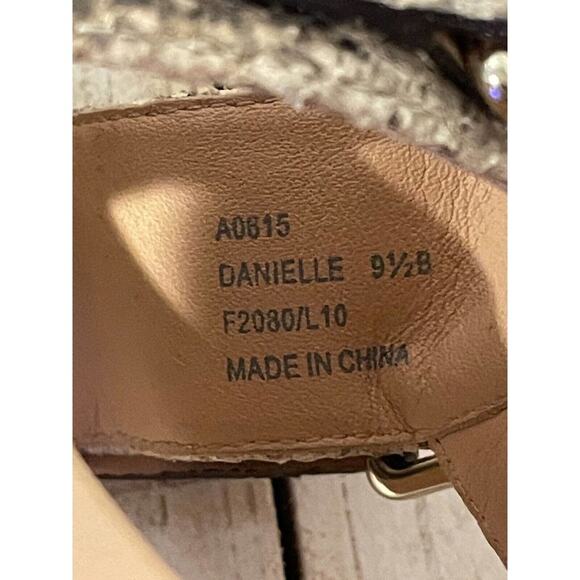 A0615
DANIELLE 9½B
F2080/L10
MADE IN CHINA